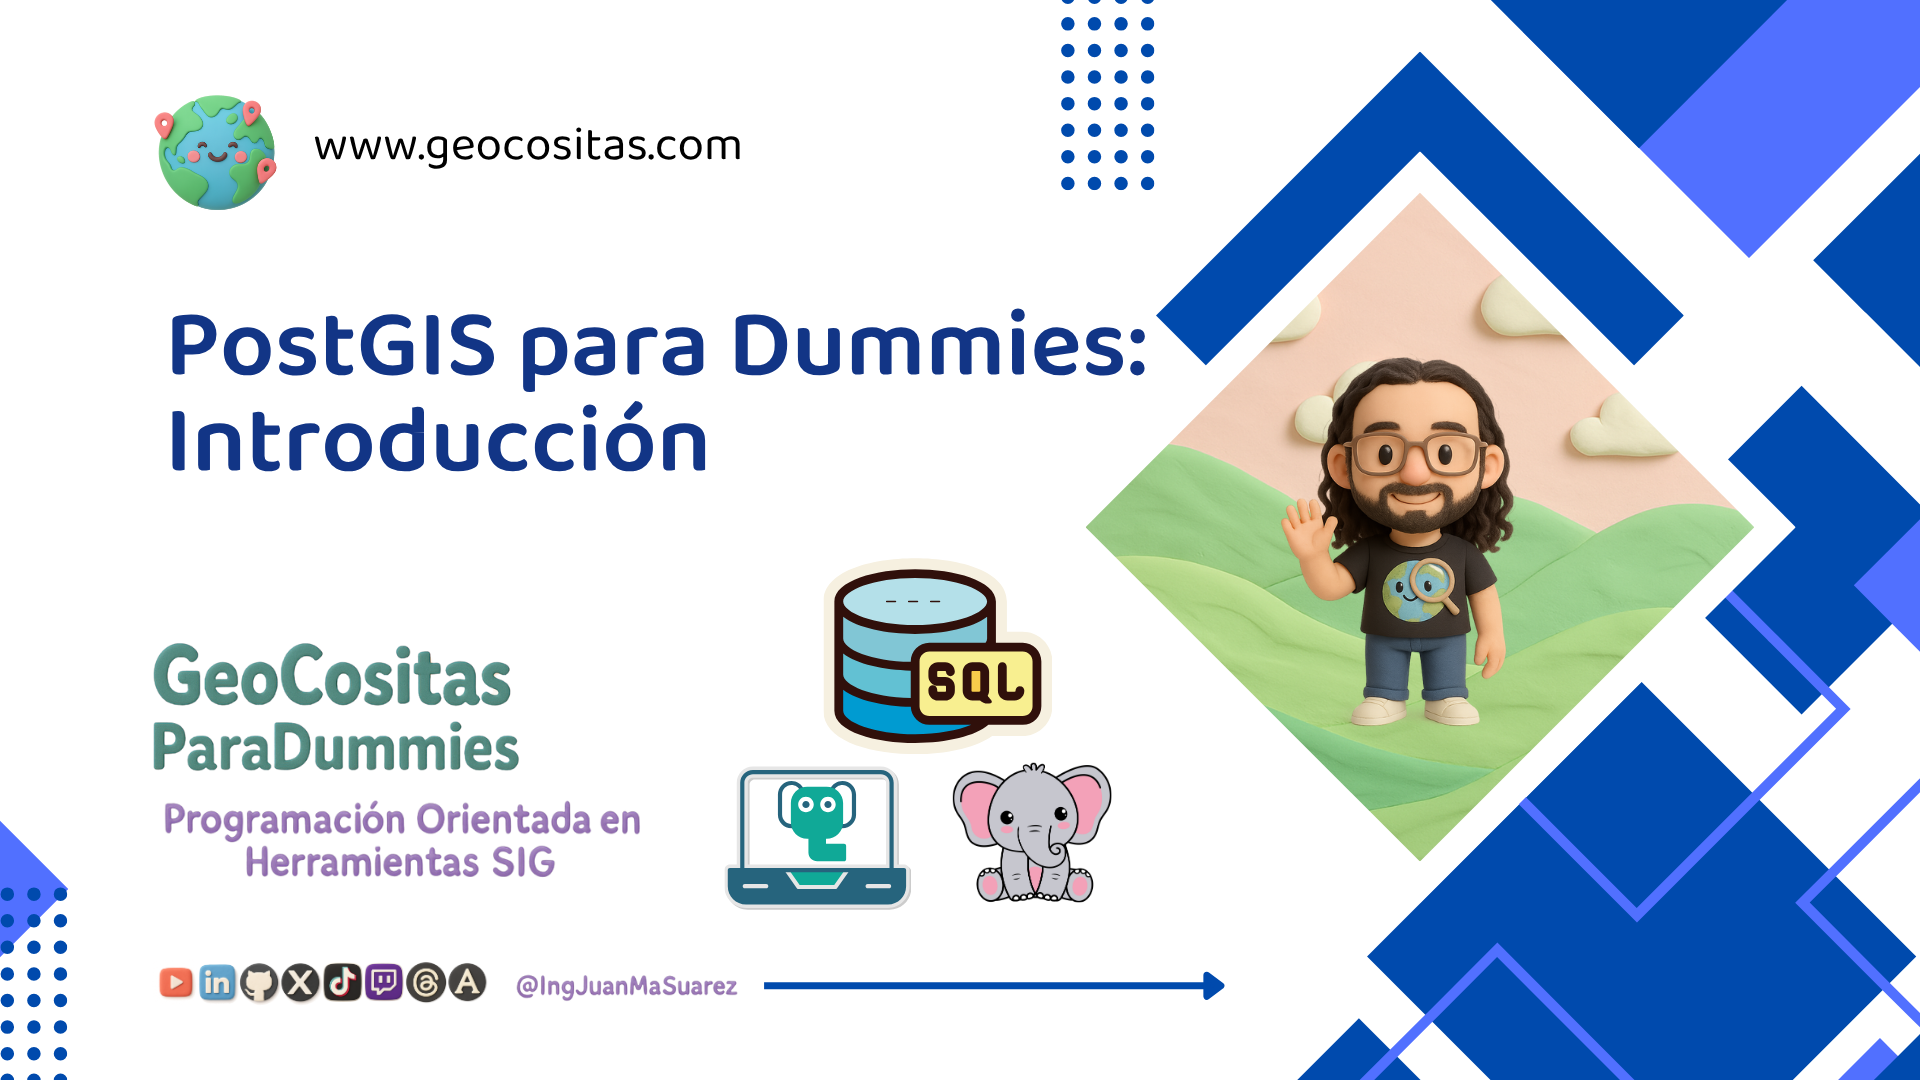 www.geocositas.com
PostGIS para Dummies:
Introducción
SQL
GeoCositas
ParaDummies
Programación Orientada en
Herramientas SIG
@IngJuanMaSuarez